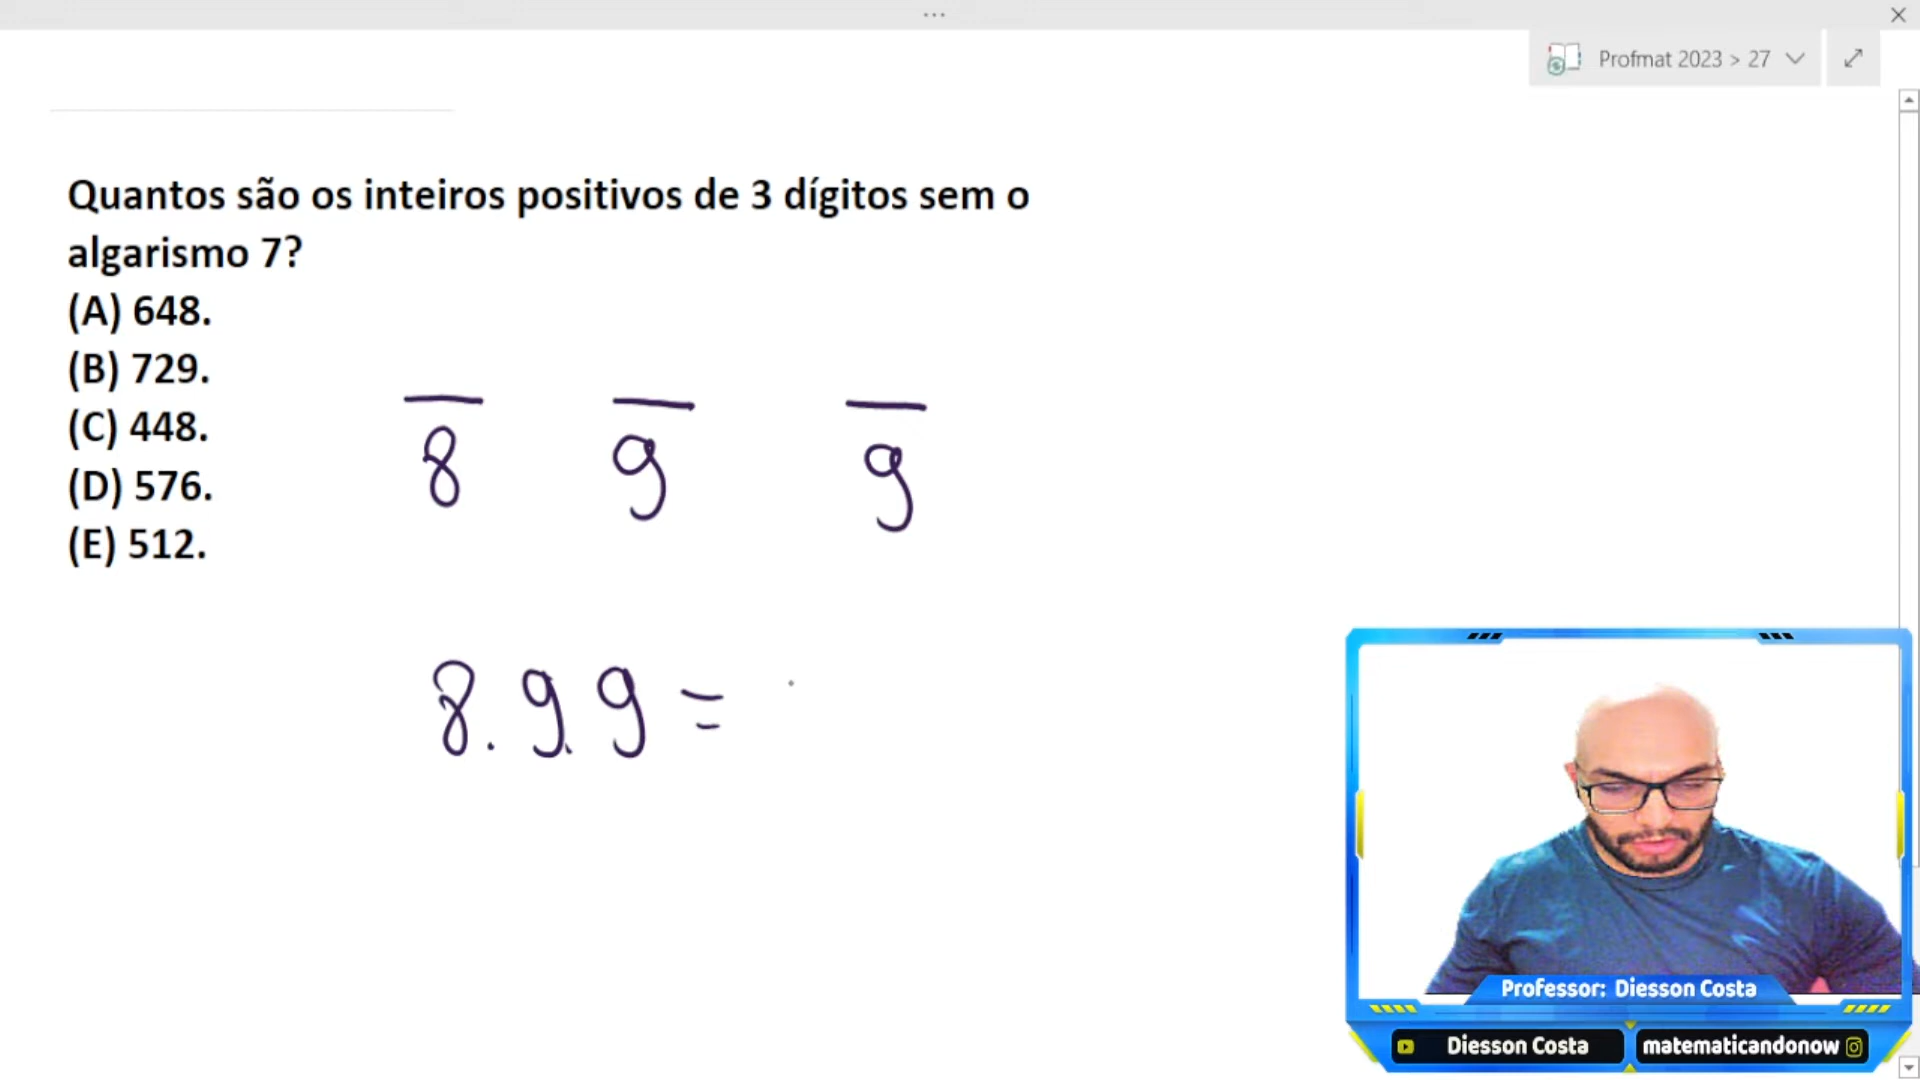 ...
Profmat 2023 > 27
Quantos são os inteiros positivos de 3 dígitos sem o
algarismo 7?
(A) 648.
(B) 729.
(C) 448.
(D) 576.
(E) 512.
8 9 9
8.9.9=
Professor: Diesson Costa
Diesson Costa
matematicandonow